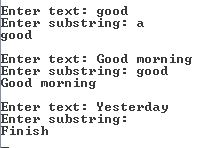 Enter text: good
Enter substring: a
good
Enter text: Good morning
Enter substring: good
Good morning
Enter text: Yesterday
Enter substring:
Finish
_